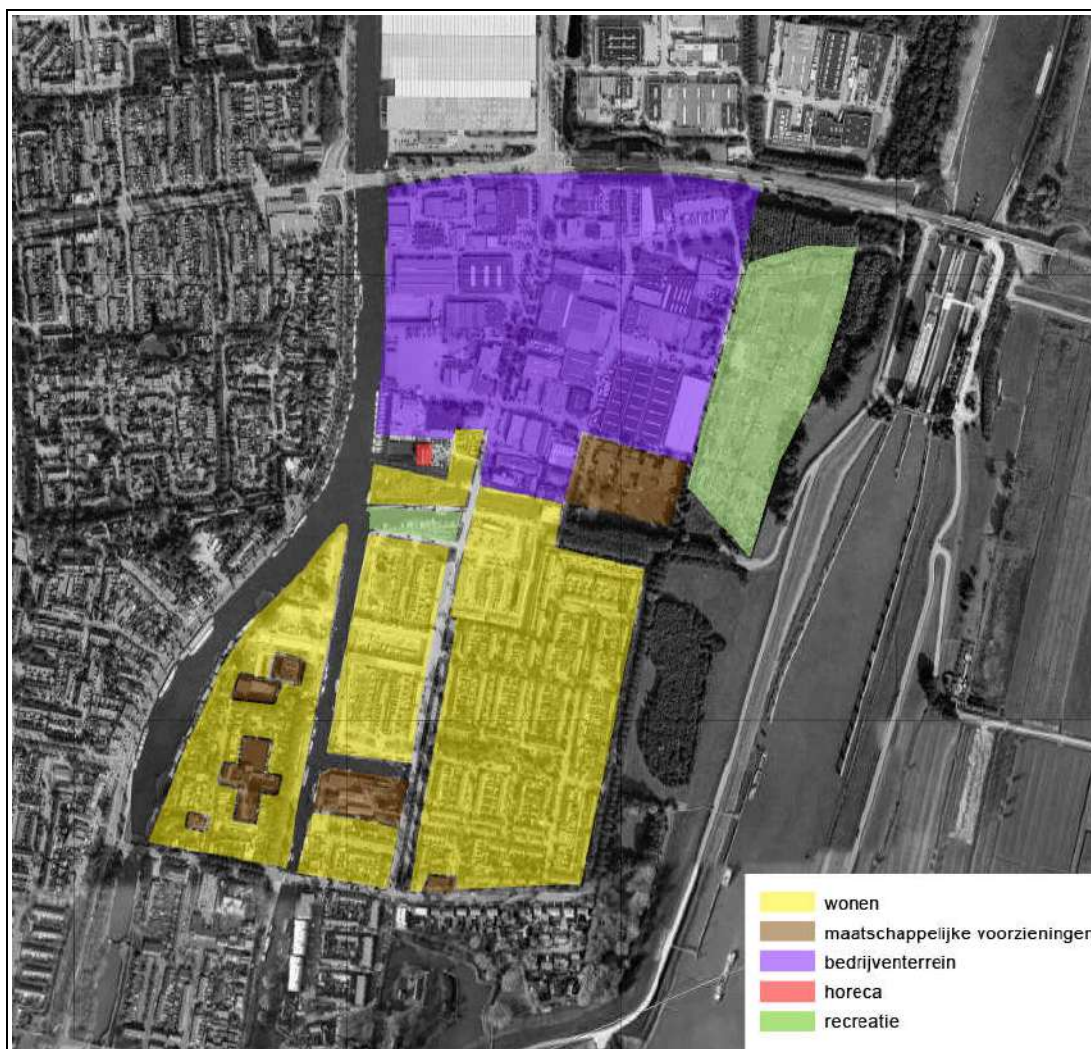 wonen
maatschappelijke voorzieningen
bedrijventerrein
horeca
recreatie